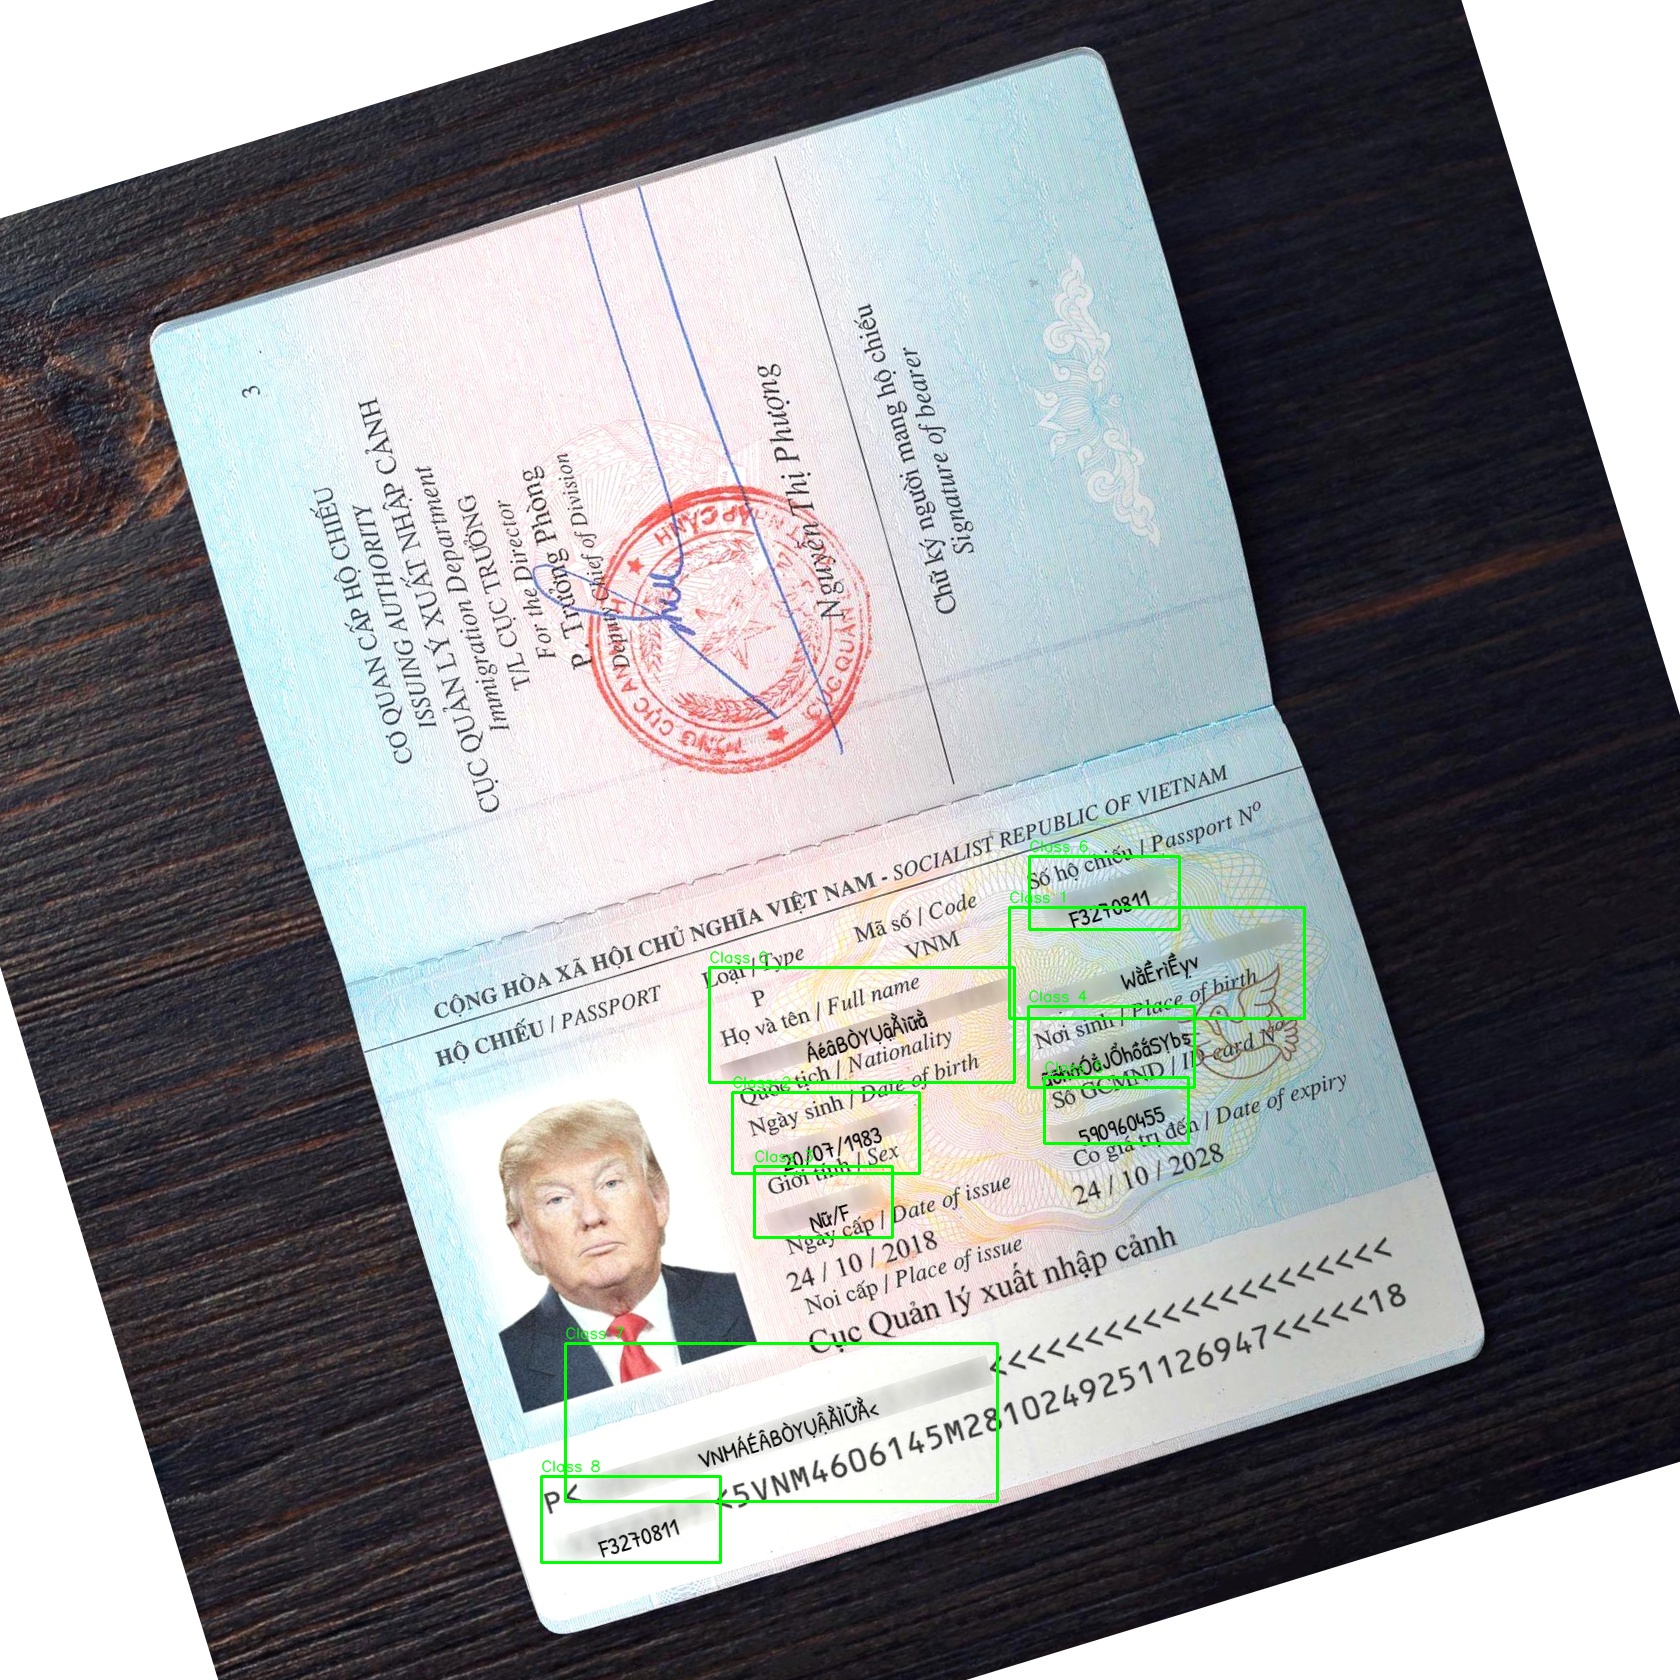 3
CƠ QUAN CẤP HỘ CHIẾU
ISSUING AUTHORITY
CỤC QUẢN LÝ XUẤT NHẬP CẢNH
Immigration Department
T/L CỤC TRƯỞNG
For the Director
P. Trưởng Phòng
Deputy Chief of Division
Nguyễn Thị Phượng
Chữ ký người mang hộ chiếu
Signature of bearer
CỘNG HÒA XÃ HỘI CHỦ NGHĨA VIỆT NAM - SOCIALIST REPUBLIC OF VIETNAM
HỘ CHIẾU / PASSPORT
Loại / Type
Mã số / Code
Class 6
Số hộ chiếu / Passport Nº
P
VNM
F3270811
Class 0
Họ và tên / Full name
Class 1
ÁéâBÒYỤậẰìữẳ
WằỀrìỀyv
Quốc tịch / Nationality
Class 4
Nơi sinh / Place of birth
Class 2
Ngày sinh / Date of birth
Số GCMND / ID card Nº
20/07/1983
590960455
Giới tính / Sex
Có giá trị đến / Date of expiry
Nữ/F
24 / 10 / 2028
Ngày cấp / Date of issue
24 / 10 / 2018
Noi cấp / Place of issue
Cục Quản lý xuất nhập cảnh
Class 7
P<
VNMÁÉÂBÒYỤẬẰÌỮẲ<
<<<<<<<<<<<<<<<<<<<<
Class 8
F3270811
<5VNM4606145M2810249251126947<<<<<18